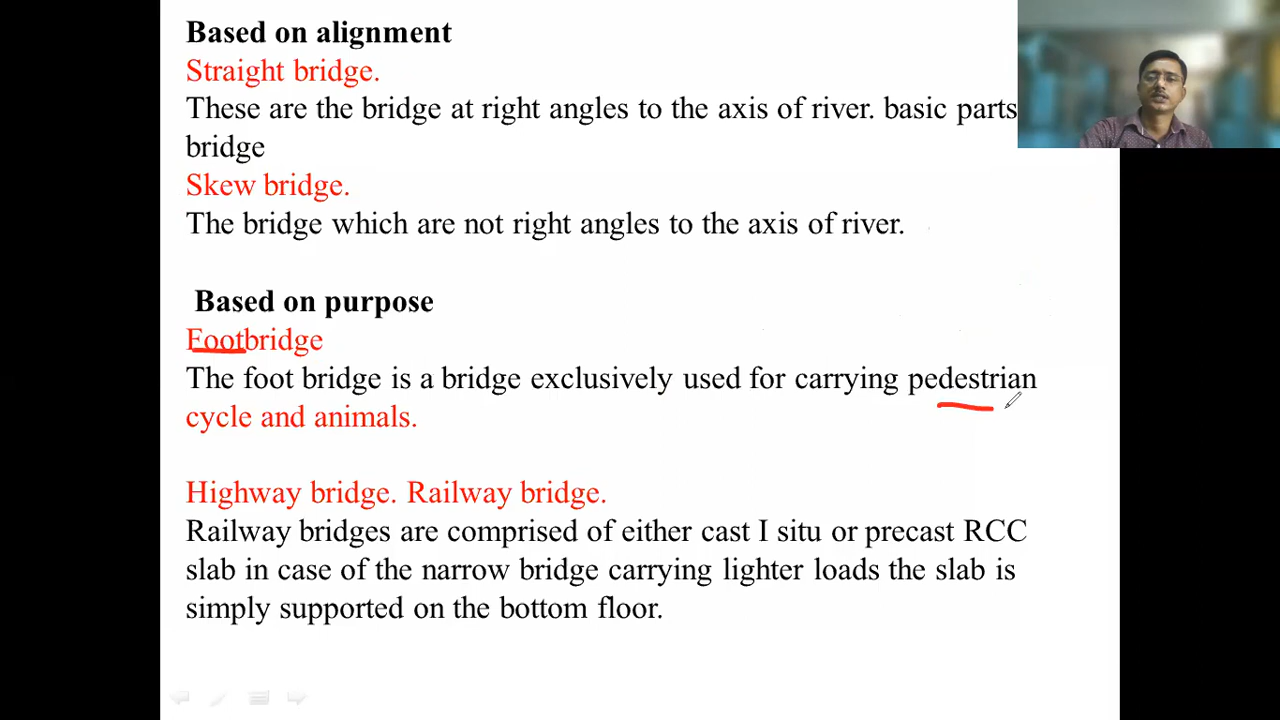 Based on alignment
Straight bridge.
These are the bridge at right angles to the axis of river. basic parts
bridge
Skew bridge.
The bridge which are not right angles to the axis of river.
Based on purpose
Footbridge
The foot bridge is a bridge exclusively used for carrying pedestrian
cycle and animals.
Highway bridge. Railway bridge.
Railway bridges are comprised of either cast I situ or precast RCC
slab in case of the narrow bridge carrying lighter loads the slab is
simply supported on the bottom floor.